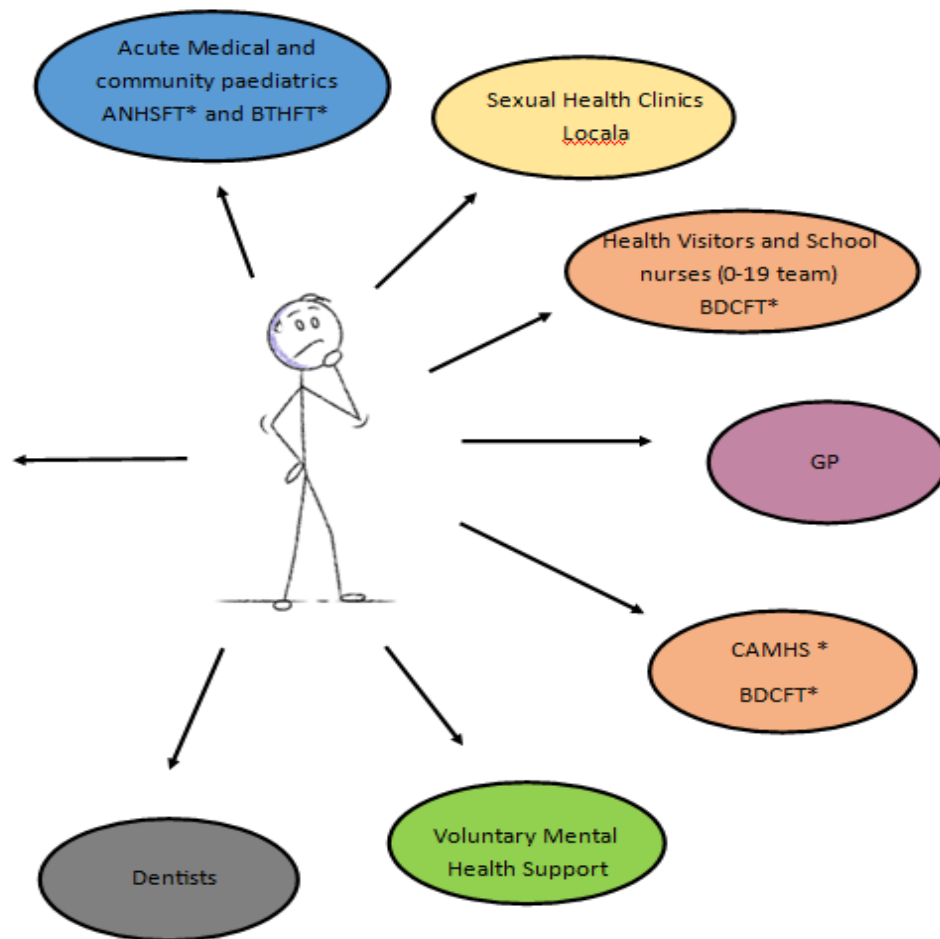 Acute Medical and
community paediatrics
ANHSFT* and BTHFT*
Sexual Health Clinics
Locala
Health Visitors and School
nurses (0-19 team)
BDCFT*
GP
CAMHS *
BDCFT*
Voluntary Mental
Health Support
Dentists